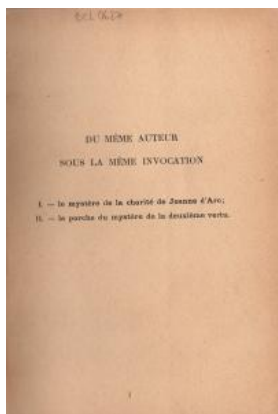 DU MÊME AUTEUR
SOUS LA MÊME INVOCATION
I. — le mystère de la charité de Jeanne d'Arc;
II. — le porche du mystère de la deuxième vertu.